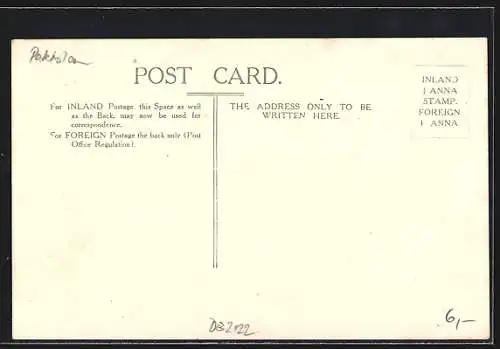 Pakistan
POST CARD.
For INLAND Postage this Space as well
as the Back, may now be used for
correspondence.
For FOREIGN Postage the back only (Post
Office Regulation).
THE ADDRESS ONLY TO BE
WRITTEN HERE.
INLAND
½ ANNA
STAMP.
FOREIGN
1 ANNA
6,—